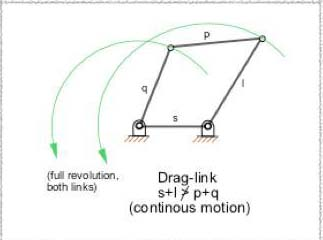 p
q
l
s
(full revolution,
both links)
Drag-link
s+l ≯ p+q
(continous motion)